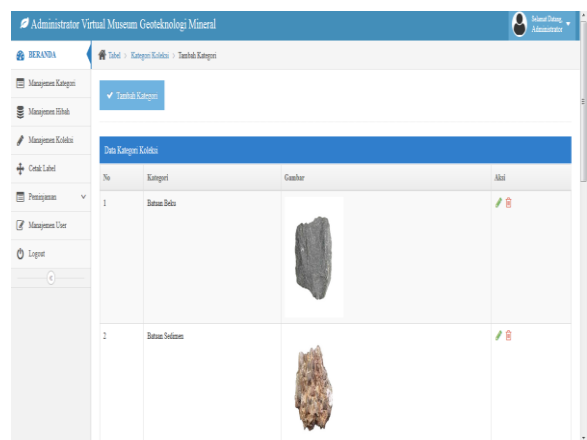 Administrator Virtual Museum Geoteknologi Mineral
Selamat Datang,
Administrator
BERANDA
Tabel > Kategori Koleksi > Tambah Kategori
Manajemen Kategori
Manajemen Hibah
Manajemen Koleksi
Cetak Label
Peminjaman
Manajemen User
Logout
Tambah Kategori
Data Kategori Koleksi
No Kategori Gambar Aksi
1 Batuan Beku
2 Batuan Sedimen